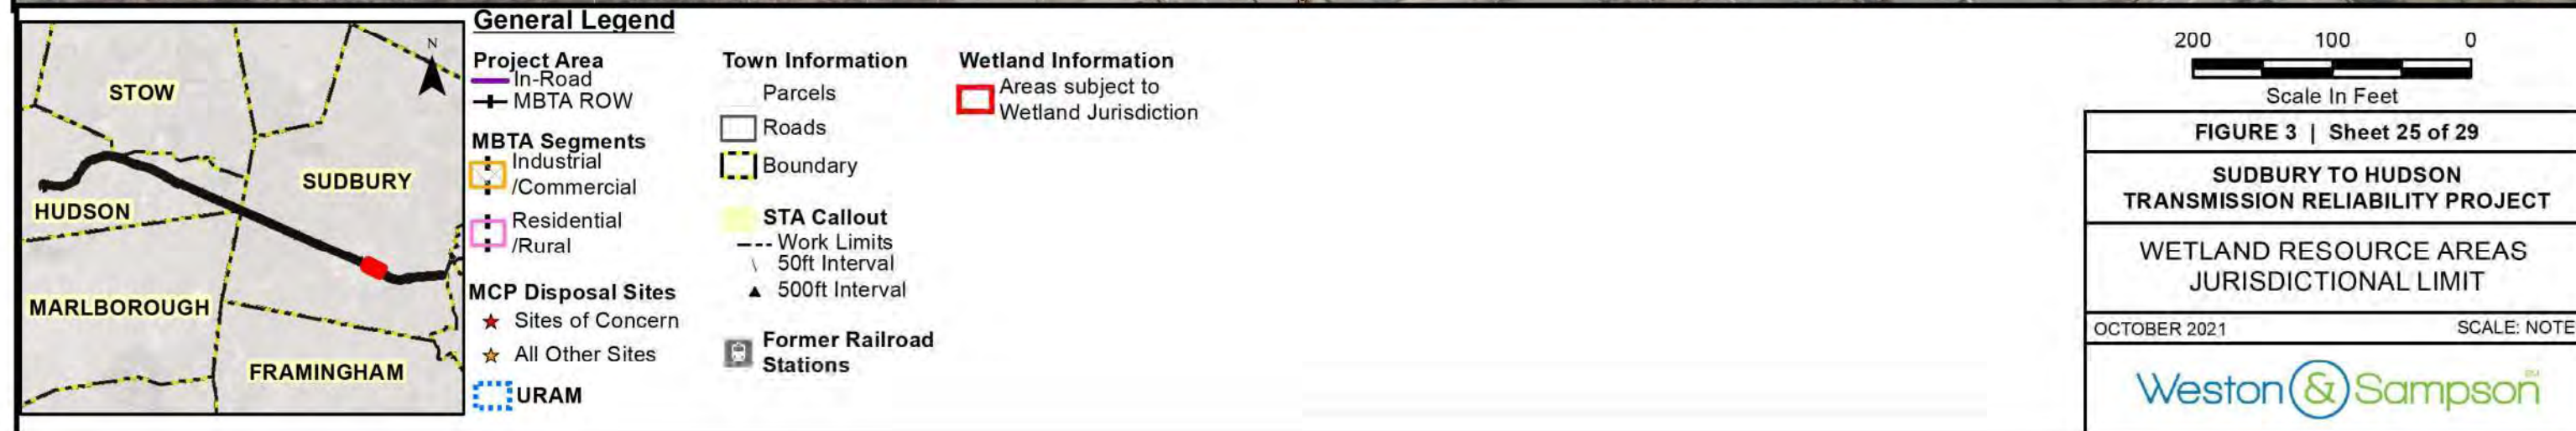 N
STOW
SUDBURY
HUDSON
MARLBOROUGH
FRAMINGHAM
General Legend
Project Area
In-Road
MBTA ROW
MBTA Segments
Industrial
/Commercial
Residential
/Rural
MCP Disposal Sites
Sites of Concern
All Other Sites
URAM
Town Information
Parcels
Roads
Boundary
STA Callout
Work Limits
50ft Interval
500ft Interval
Former Railroad
Stations
Wetland Information
Areas subject to
Wetland Jurisdiction
200 100 0
Scale In Feet
FIGURE 3 | Sheet 25 of 29
SUDBURY TO HUDSON
TRANSMISSION RELIABILITY PROJECT
WETLAND RESOURCE AREAS
JURISDICTIONAL LIMIT
OCTOBER 2021 SCALE: NOTE
Weston & Sampson